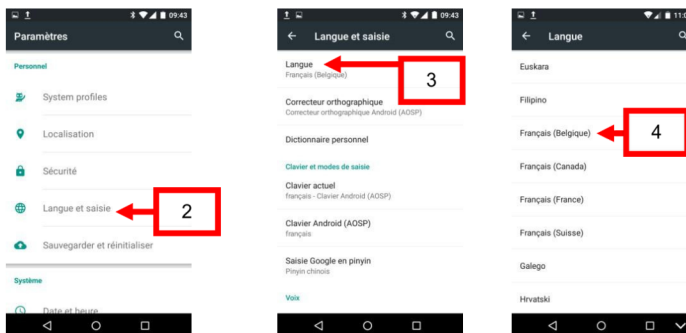 09:43
Paramètres
Personnel
System profiles
Localisation
Sécurité
Langue et saisie
2
Sauvegarder et réinitialiser
Système
Date et heure
09:43
Langue et saisie
Langue
Français (Belgique)
3
Correcteur orthographique
Correcteur orthographique Android (AOSP)
Dictionnaire personnel
Clavier et modes de saisie
Clavier actuel
français - Clavier Android (AOSP)
Clavier Android (AOSP)
français
Saisie Google en pinyin
Pinyin chinois
Voix
Langue
Euskara
Filipino
Français (Belgique)
4
Français (Canada)
Français (France)
Français (Suisse)
Galego
Hrvatski